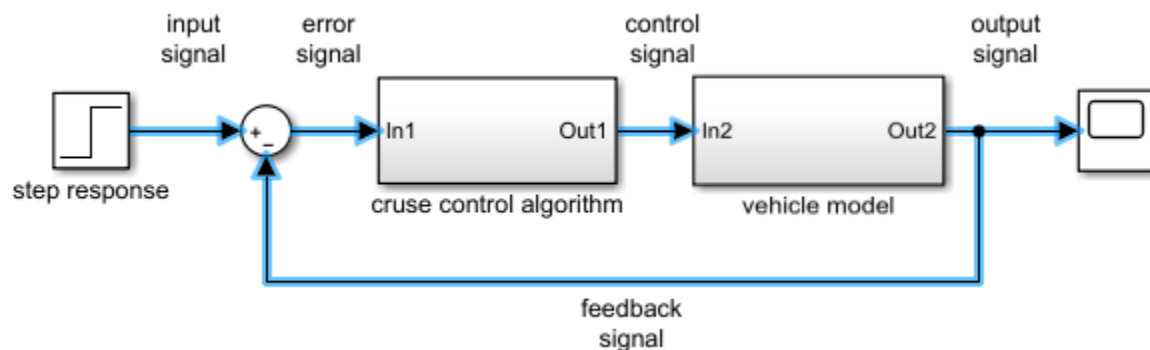 input
signal
error
signal
control
signal
output
signal
+
−
In1
Out1
In2
Out2
step response
cruse control algorithm
vehicle model
feedback
signal